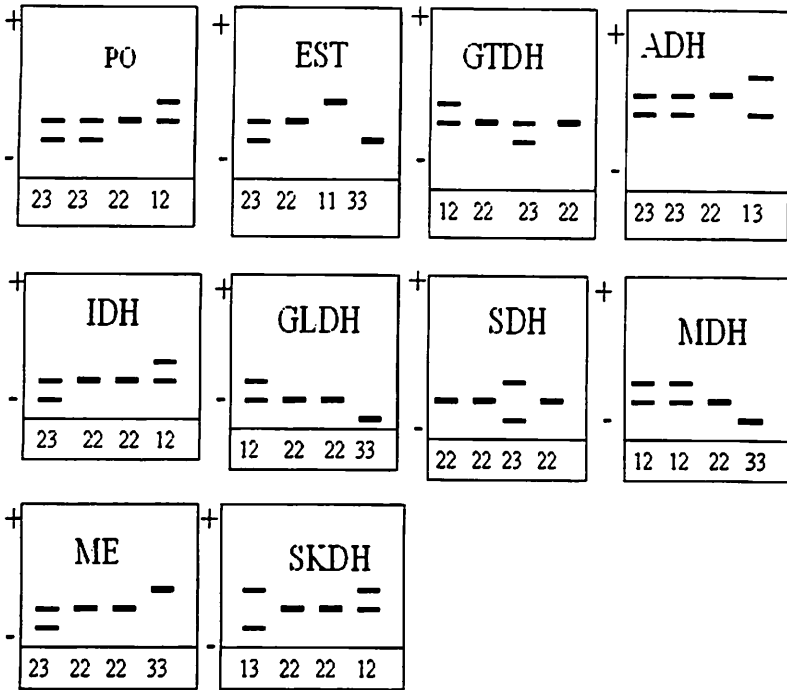 + PO -
23 23 22 12
+ EST -
23 22 11 33
+ GTDH -
12 22 23 22
+ ADH -
23 23 22 13
+ IDH -
23 22 22 12
+ GLDH -
12 22 22 33
+ SDH -
22 22 23 22
+ MDH -
12 12 22 33
+ ME -
23 22 22 33
+ SKDH -
13 22 22 12